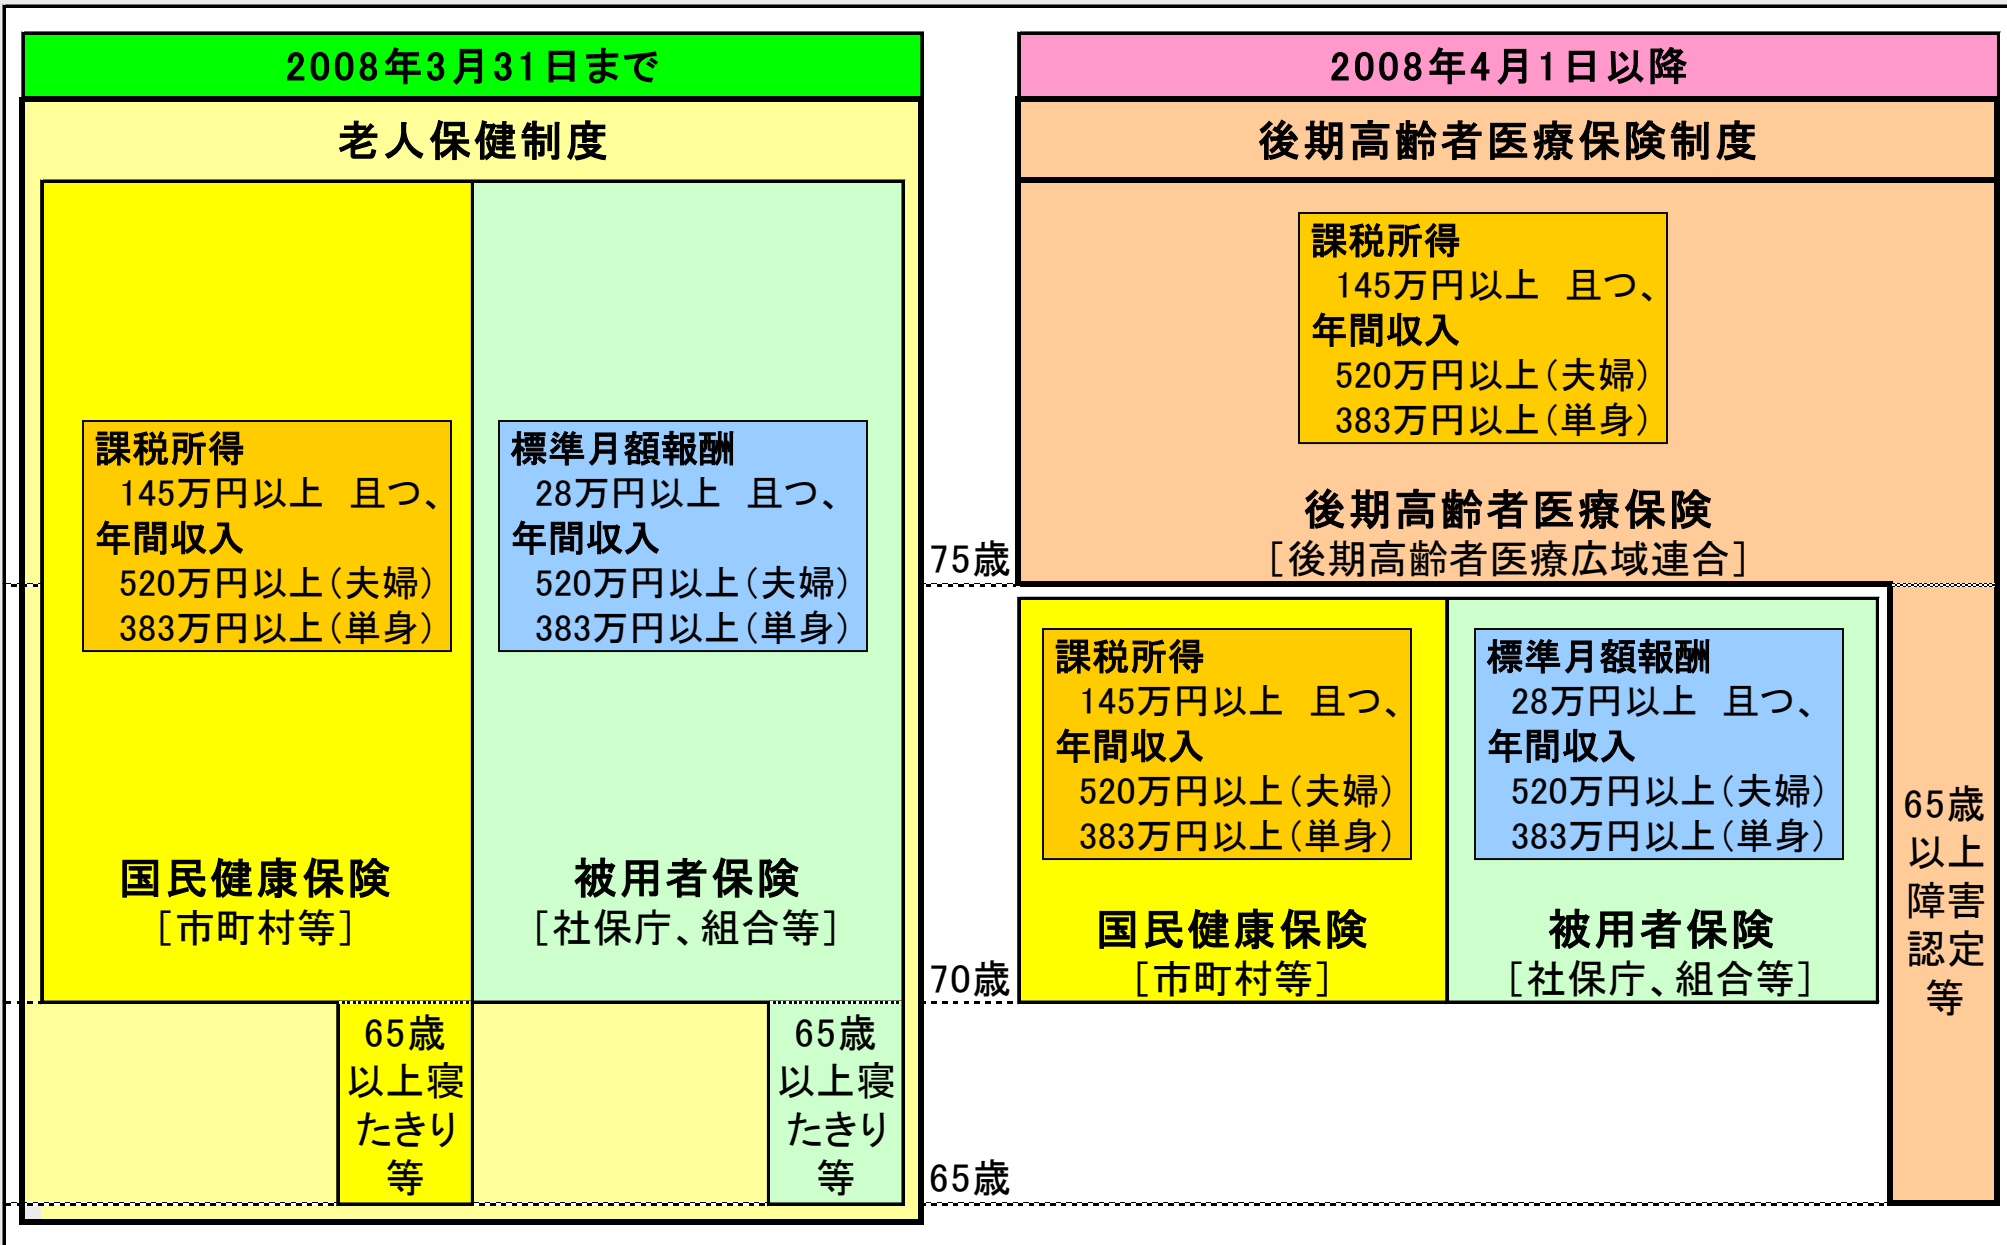 2008年3月31日まで
老人保健制度
課税所得
145万円以上　且つ、
年間収入
520万円以上(夫婦)
383万円以上(単身)
国民健康保険
[市町村等]
標準月額報酬
28万円以上　且つ、
年間収入
520万円以上(夫婦)
383万円以上(単身)
被用者保険
[社保庁、組合等]
65歳
以上寝
たきり
等
65歳
以上寝
たきり
等
75歳
70歳
65歳
2008年4月1日以降
後期高齢者医療保険制度
課税所得
145万円以上　且つ、
年間収入
520万円以上(夫婦)
383万円以上(単身)
後期高齢者医療保険
[後期高齢者医療広域連合]
課税所得
145万円以上　且つ、
年間収入
520万円以上(夫婦)
383万円以上(単身)
国民健康保険
[市町村等]
標準月額報酬
28万円以上　且つ、
年間収入
520万円以上(夫婦)
383万円以上(単身)
被用者保険
[社保庁、組合等]
65歳
以上
障害
認定
等